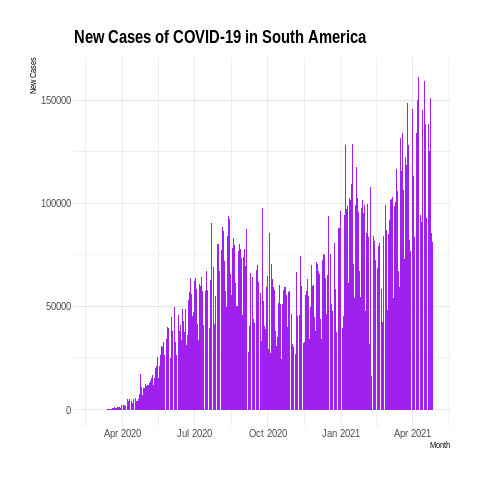 New Cases of COVID-19 in South America
New Cases
150000
100000
50000
0
Apr 2020 Jul 2020 Oct 2020 Jan 2021 Apr 2021
Month